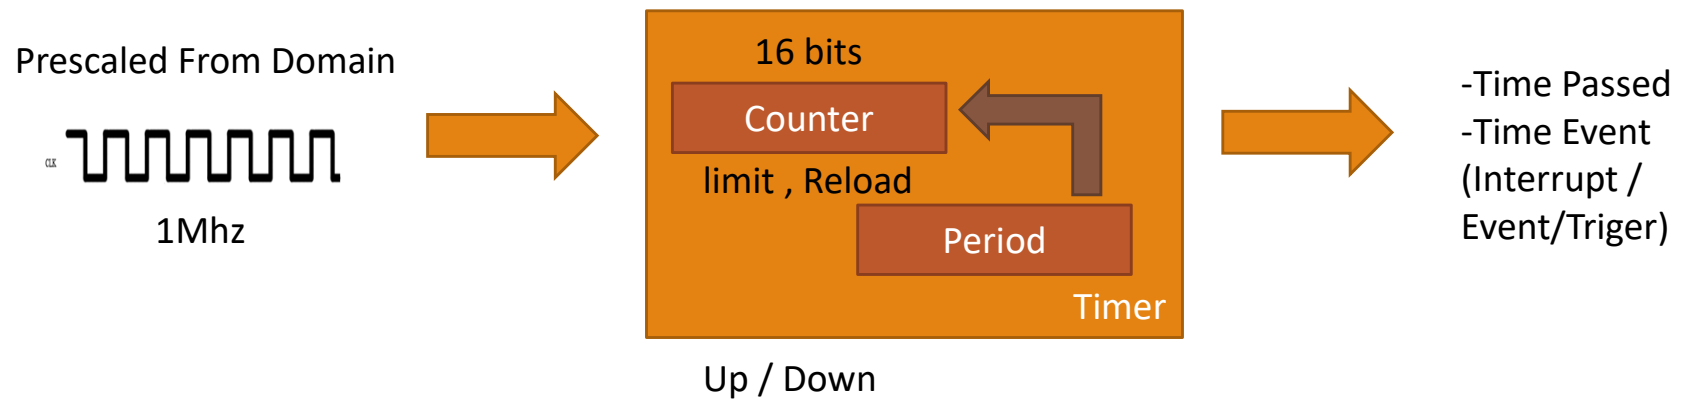 Prescaled From Domain
CLK
1Mhz
16 bits
Counter
limit , Reload
Period
Timer
Up / Down
-Time Passed
-Time Event
(Interrupt /
Event/Triger)